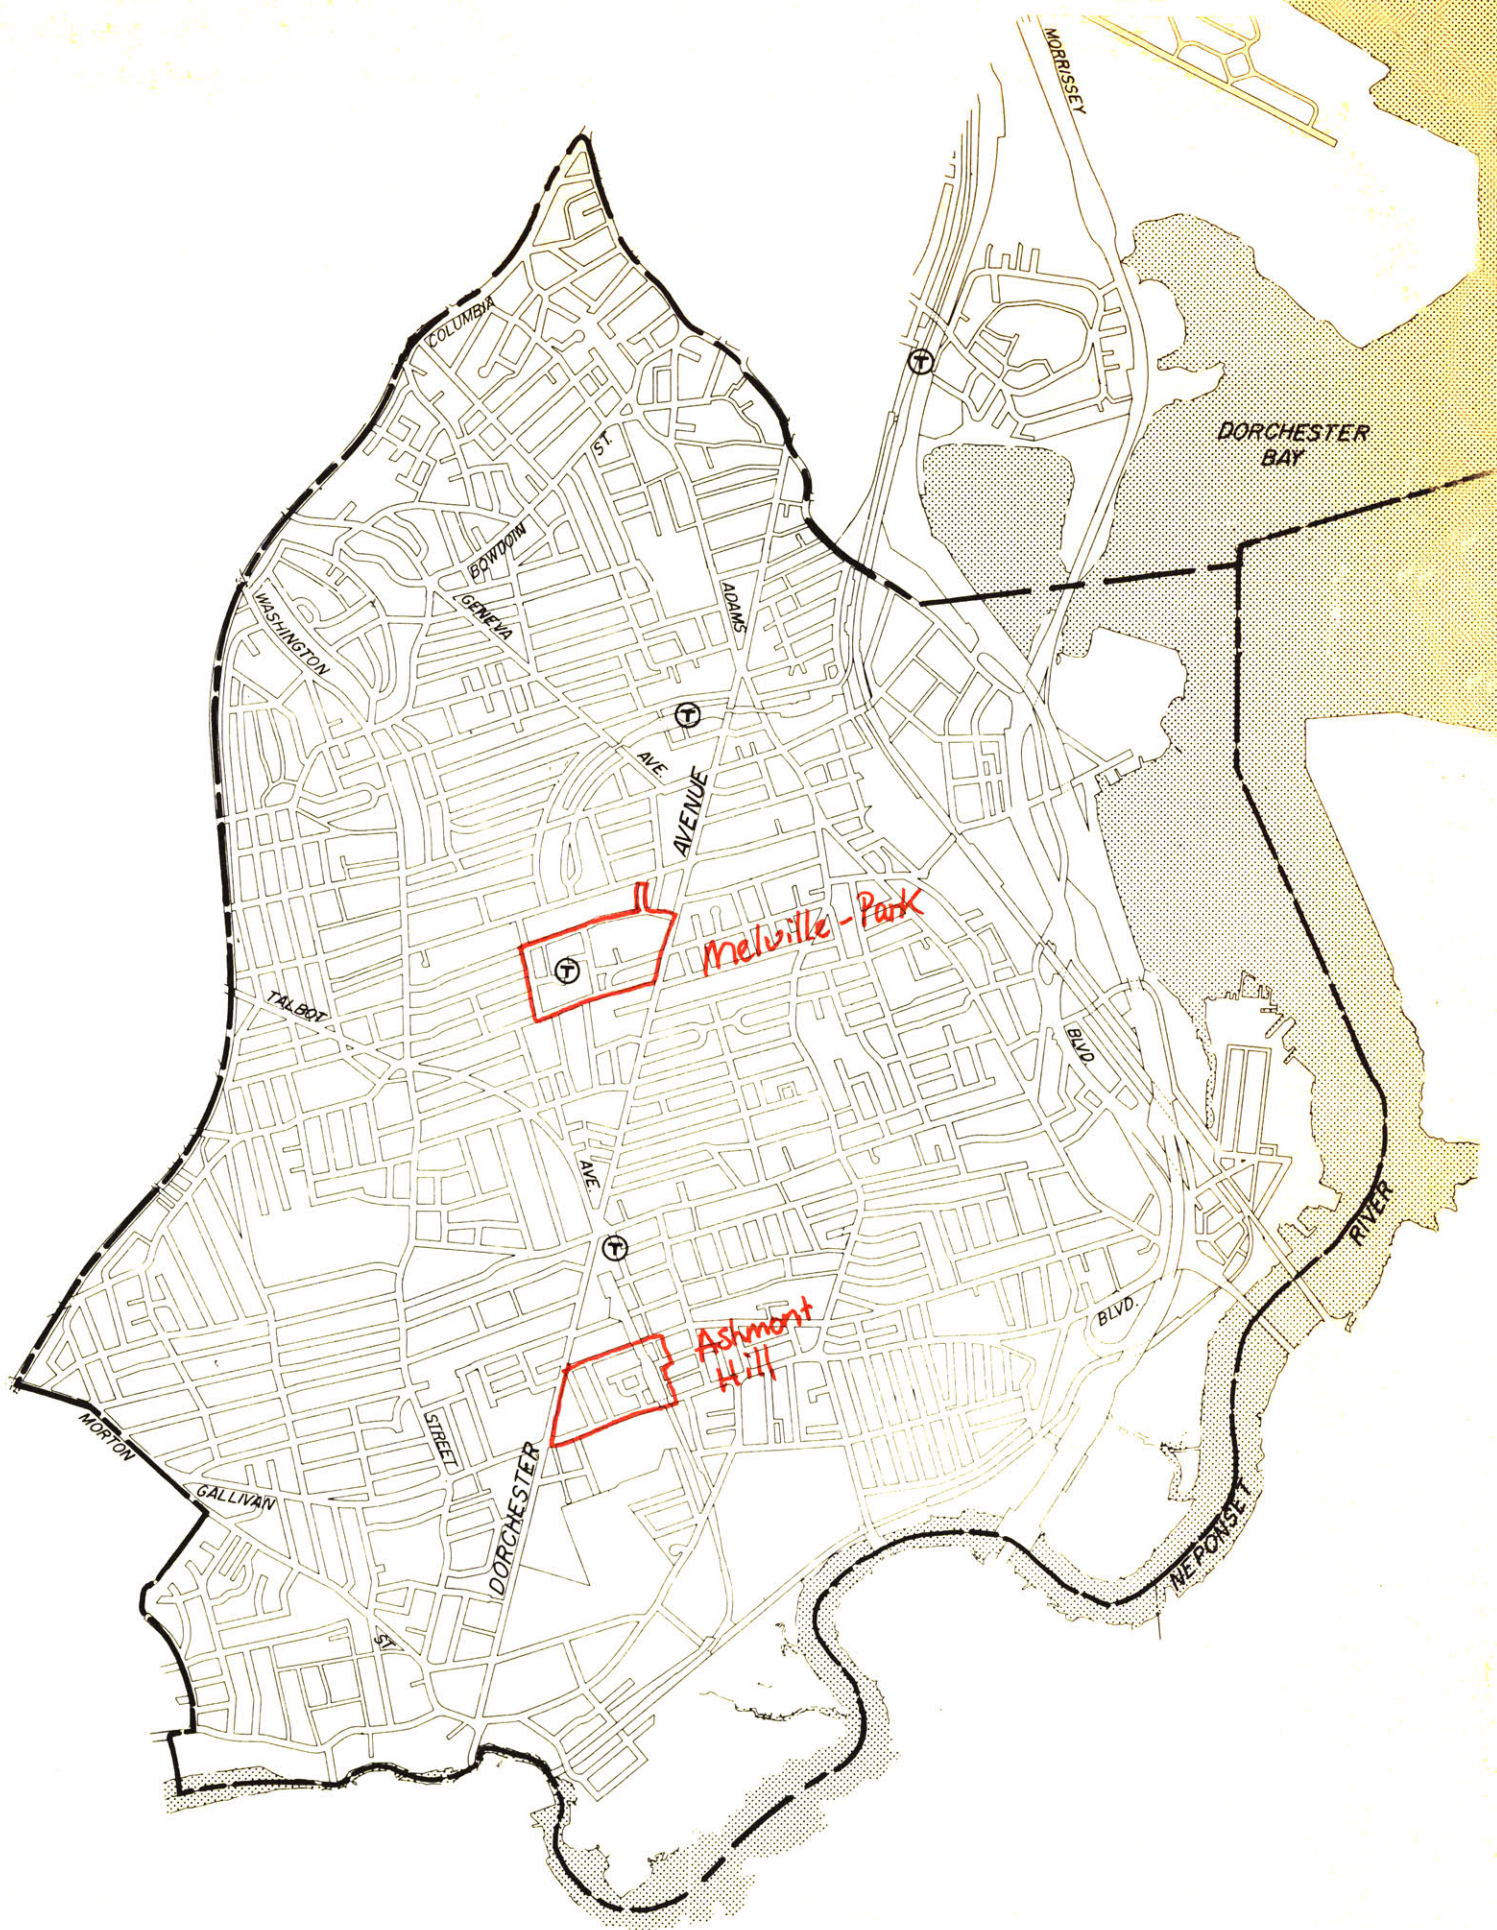 MORRISSEY
COLUMBIA
T
DORCHESTER
BAY
ST.
BOWDOIN
GENEVA
ADAMS
WASHINGTON
T
AVE.
AVENUE
Melville-Park
T
TALBOT
BLVD.
AVE.
RIVER
T
BLVD.
Ashmont
Hill
MORTON
STREET
GALLIVAN
DORCHESTER
NEPONSET
ST.